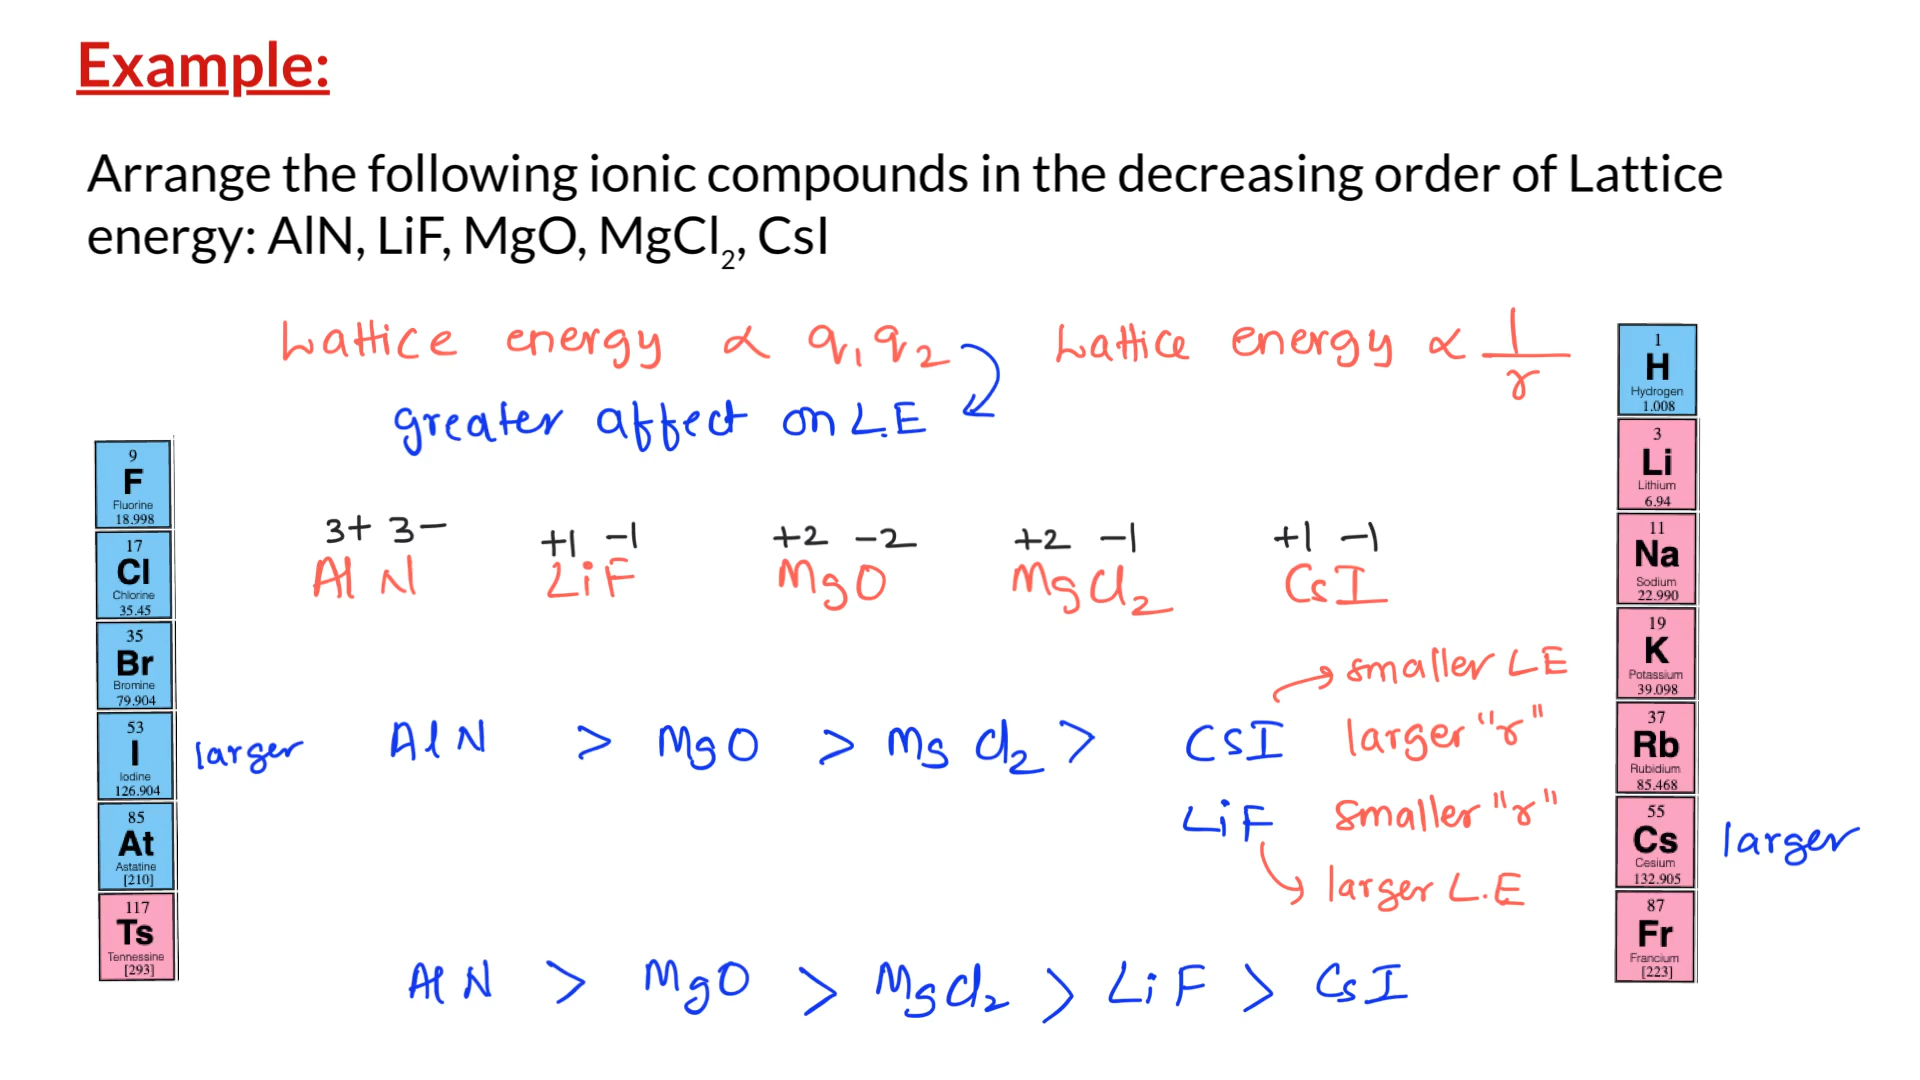 Example:
Arrange the following ionic compounds in the decreasing order of Lattice
energy: AlN, LiF, MgO, MgCl₂, CsI
Lattice energy ∝ q₁q₂
Lattice energy ∝ 1/r
greater affect on L.E
3+ 3−
Al N
+1 −1
LiF
+2 −2
MgO
+2 −1
MgCl₂
+1 −1
CsI
→ smaller LE
AlN > MgO > MgCl₂ > CSI larger "r"
LiF smaller "r"
→ larger L.E
AlN > MgO > MgCl₂ > LiF > CsI
9
F
Fluorine
18.998
17
Cl
Chlorine
35.45
35
Br
Bromine
79.904
53
I larger
Iodine
126.904
85
At
Astatine
[210]
117
Ts
Tennessine
[293]
1
H
Hydrogen
1.008
3
Li
Lithium
6.94
11
Na
Sodium
22.990
19
K
Potassium
39.098
37
Rb
Rubidium
85.468
55
Cs larger
Cesium
132.905
87
Fr
Francium
[223]